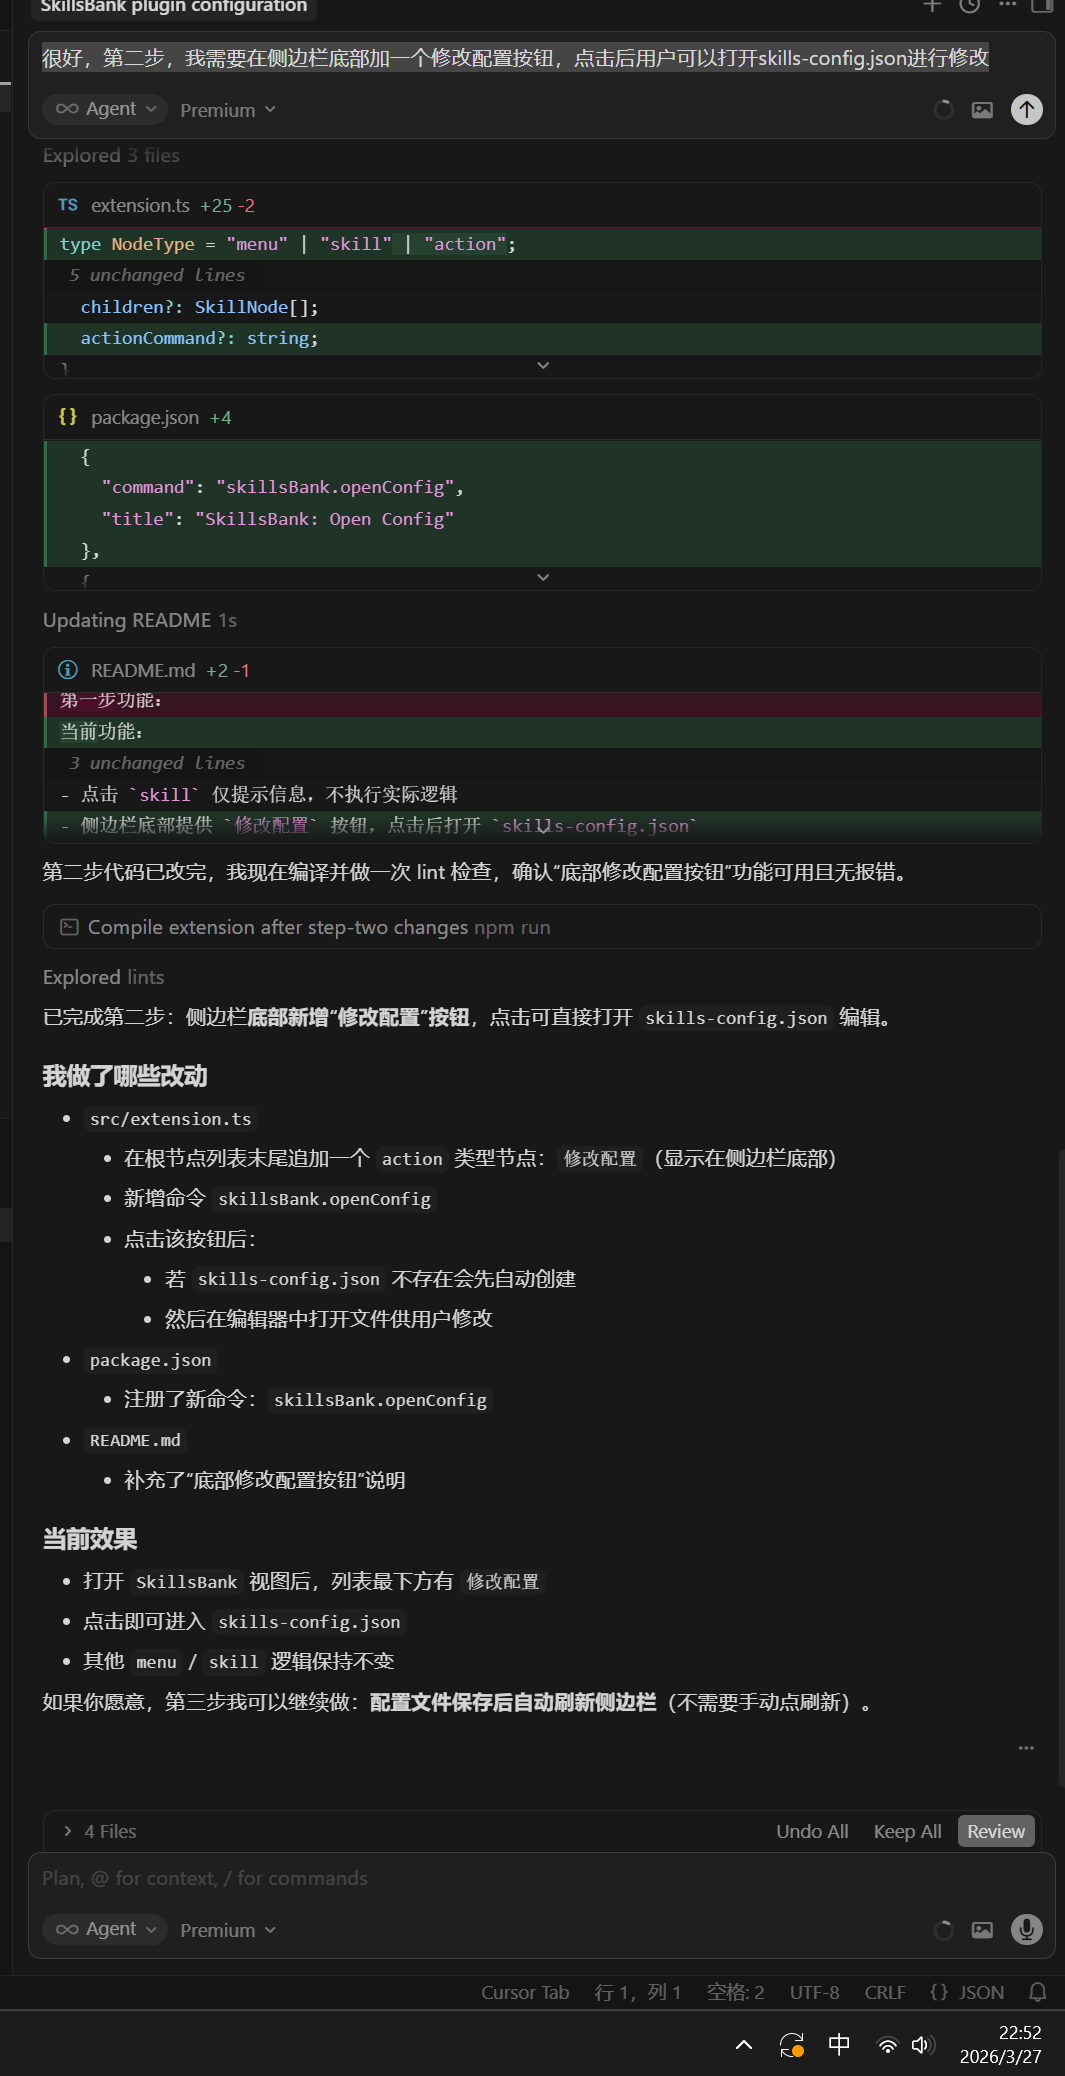 SkillsBank plugin configuration
很好，第二步，我需要在侧边栏底部加一个修改配置按钮，点击后用户可以打开skills-config.json进行修改
Agent Premium
Explored 3 files
TS extension.ts +25 -2
type NodeType = "menu" | "skill" | "action";
5 unchanged lines
children?: SkillNode[];
actionCommand?: string;
}
{} package.json +4
{
"command": "skillsBank.openConfig",
"title": "SkillsBank: Open Config"
},
{
Updating README 1s
README.md +2 -1
第一步功能：
当前功能：
3 unchanged lines
- 点击 `skill` 仅提示信息，不执行实际逻辑
- 侧边栏底部提供 `修改配置` 按钮，点击后打开 `skills-config.json`
第二步代码已改完，我现在编译并做一次 lint 检查，确认“底部修改配置按钮”功能可用且无报错。
Compile extension after step-two changes npm run
Explored lints
已完成第二步：侧边栏底部新增“修改配置”按钮，点击可直接打开 skills-config.json 编辑。
我做了哪些改动
• src/extension.ts
• 在根节点列表末尾追加一个 action 类型节点： 修改配置 （显示在侧边栏底部）
• 新增命令 skillsBank.openConfig
• 点击该按钮后：
• 若 skills-config.json 不存在会先自动创建
• 然后在编辑器中打开文件供用户修改
• package.json
• 注册了新命令： skillsBank.openConfig
• README.md
• 补充了“底部修改配置按钮”说明
当前效果
• 打开 SkillsBank 视图后，列表最下方有 修改配置
• 点击即可进入 skills-config.json
• 其他 menu / skill 逻辑保持不变
如果你愿意，第三步我可以继续做：配置文件保存后自动刷新侧边栏（不需要手动点刷新）。
4 Files Undo All Keep All Review
Plan, @ for context, / for commands
Agent Premium
Cursor Tab 行 1，列 1 空格: 2 UTF-8 CRLF {} JSON
中 22:52
2026/3/27